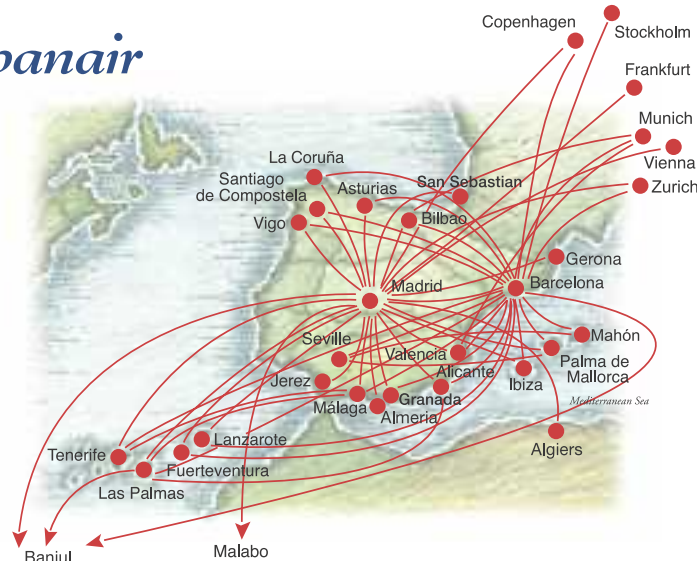 Copenhagen
Stockholm
panair
Frankfurt
Munich
La Coruña
Vienna
Santiago
de Compostela
Asturias
San Sebastian
Zurich
Vigo
Bilbao
Gerona
Madrid
Barcelona
Seville
Valencia
Mahón
Palma de
Mallorca
Jerez
Alicante
Ibiza
Málaga
Granada
Almeria
Mediterranean Sea
Lanzarote
Algiers
Tenerife
Fuerteventura
Las Palmas
Banjul
Malabo